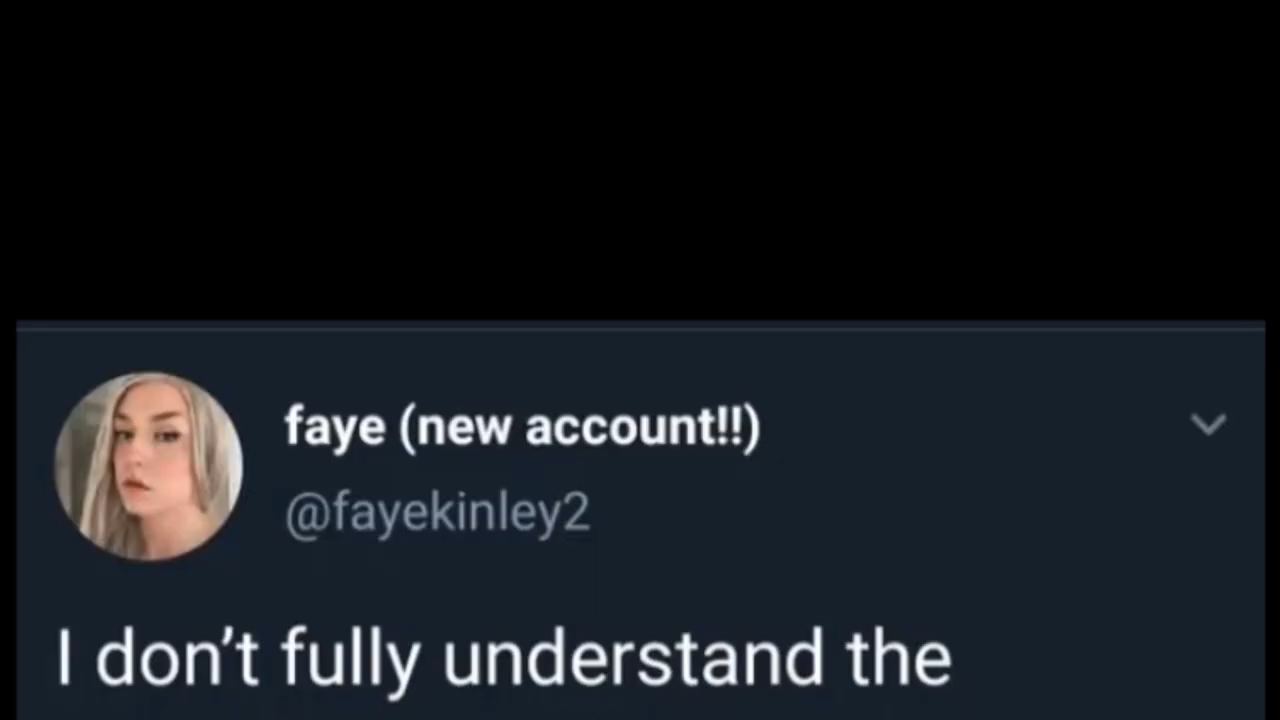 faye (new account!!)
@fayekinley2
I don’t fully understand the